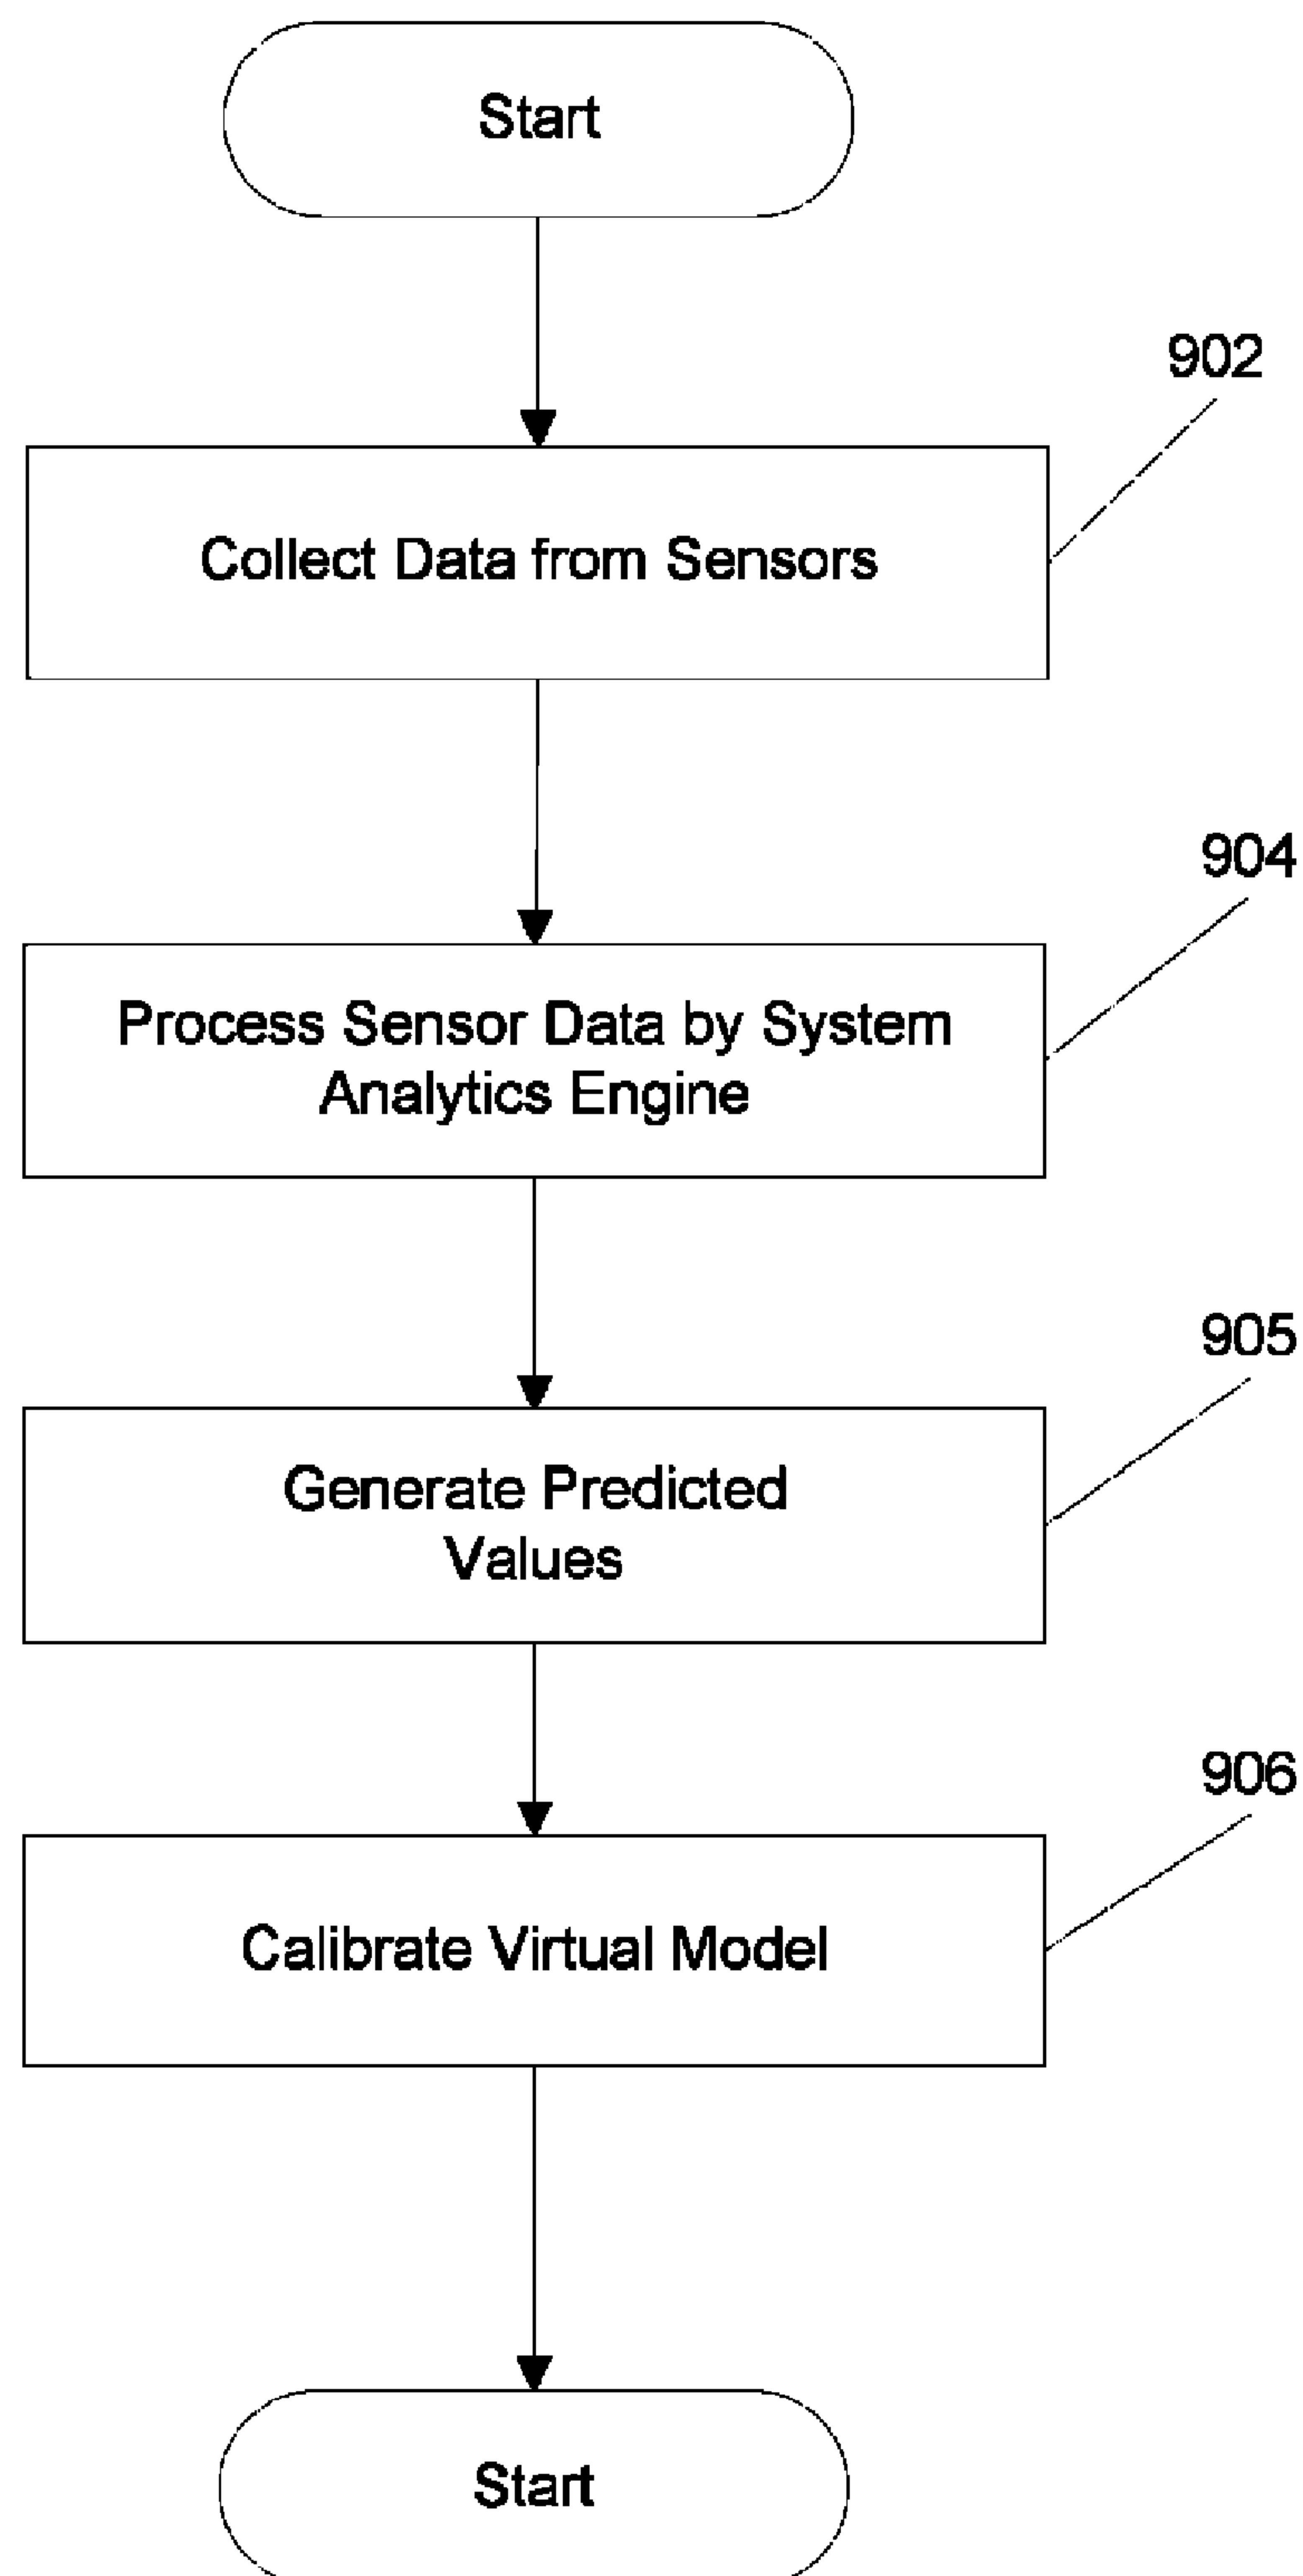 Start
902
Collect Data from Sensors
904
Process Sensor Data by System
Analytics Engine
905
Generate Predicted
Values
906
Calibrate Virtual Model
Start